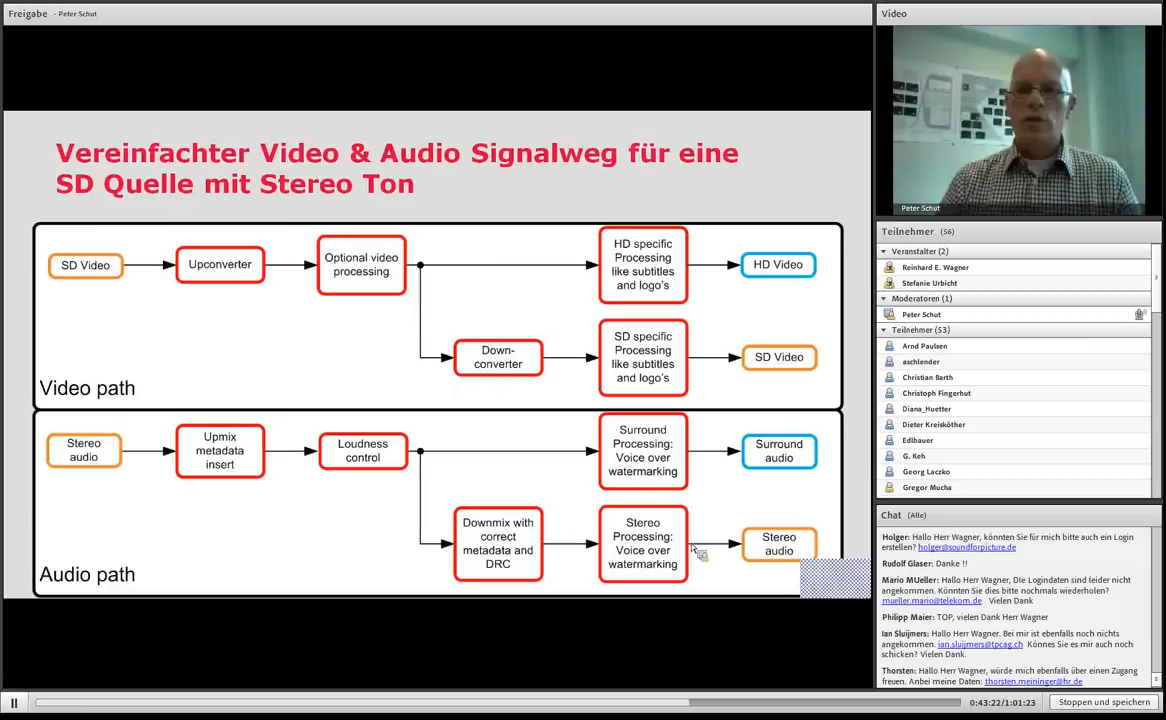 Freigabe - Peter Schut
Vereinfachter Video & Audio Signalweg für eine
SD Quelle mit Stereo Ton
SD Video
Upconverter
Optional video
processing
HD specific
Processing
like subtitles
and logo's
HD Video
Down-
converter
SD specific
Processing
like subtitles
and logo's
SD Video
Video path
Stereo
audio
Upmix
metadata
insert
Loudness
control
Surround
Processing:
Voice over
watermarking
Surround
audio
Downmix with
correct
metadata and
DRC
Stereo
Processing:
Voice over
watermarking
Stereo
audio
Audio path
Video
Peter Schut
Teilnehmer (56)
Veranstalter (2)
Reinhard E. Wagner
Stefanie Urbicht
Moderatoren (1)
Peter Schut
Teilnehmer (53)
Arnd Paulsen
aschlender
Christian Barth
Christoph Fingerhut
Diana_Huetter
Dieter Kreisköther
Edlbauer
G. Keh
Georg Laczko
Gregor Mucha
Chat (Alle)
Holger: Hallo Herr Wagner, könnten Sie für mich bitte auch ein Login
erstellen? holger@soundforpicture.de
Rudolf Glaser: Danke !!
Mario MUeller: Hallo Herr Wagner, DIe Logindaten sind leider nicht
angekommen. Könnten Sie dies bitte nochmals wiederholen?
mueller.mario@telekom.de Vielen Dank
Philipp Maier: TOP, vielen Dank Herr Wagner
Ian Sluijmers: Hallo Herr Wagner. Bei mir ist ebenfalls noch nichts
angekommen. ian.sluijmers@tpcag.ch Könnes Sie es mir auch noch
schicken? Vielen Dank.
Thorsten: Hallo Herr Wagner, würde mich ebenfalls über einen Zugang
freuen. Anbei meine Daten: thorsten.meininger@hr.de
0:43:22/1:01:23
Stoppen und speichern